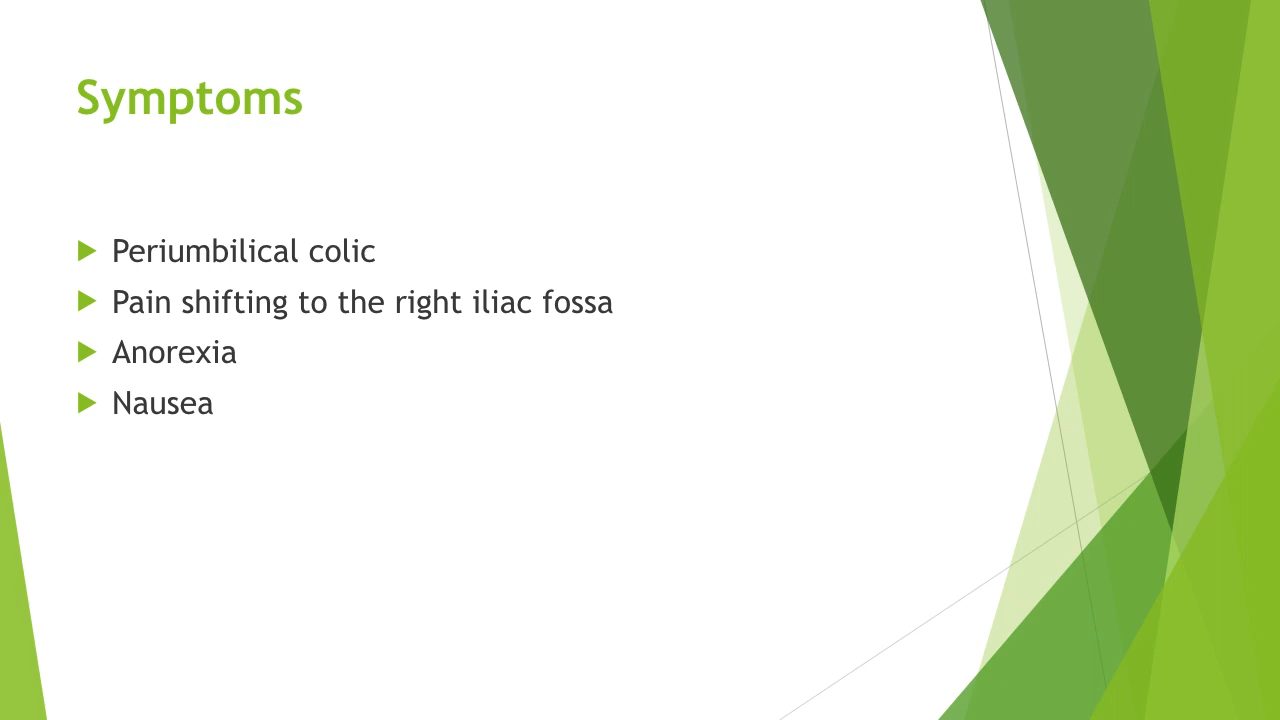 Symptoms
Periumbilical colic
Pain shifting to the right iliac fossa
Anorexia
Nausea